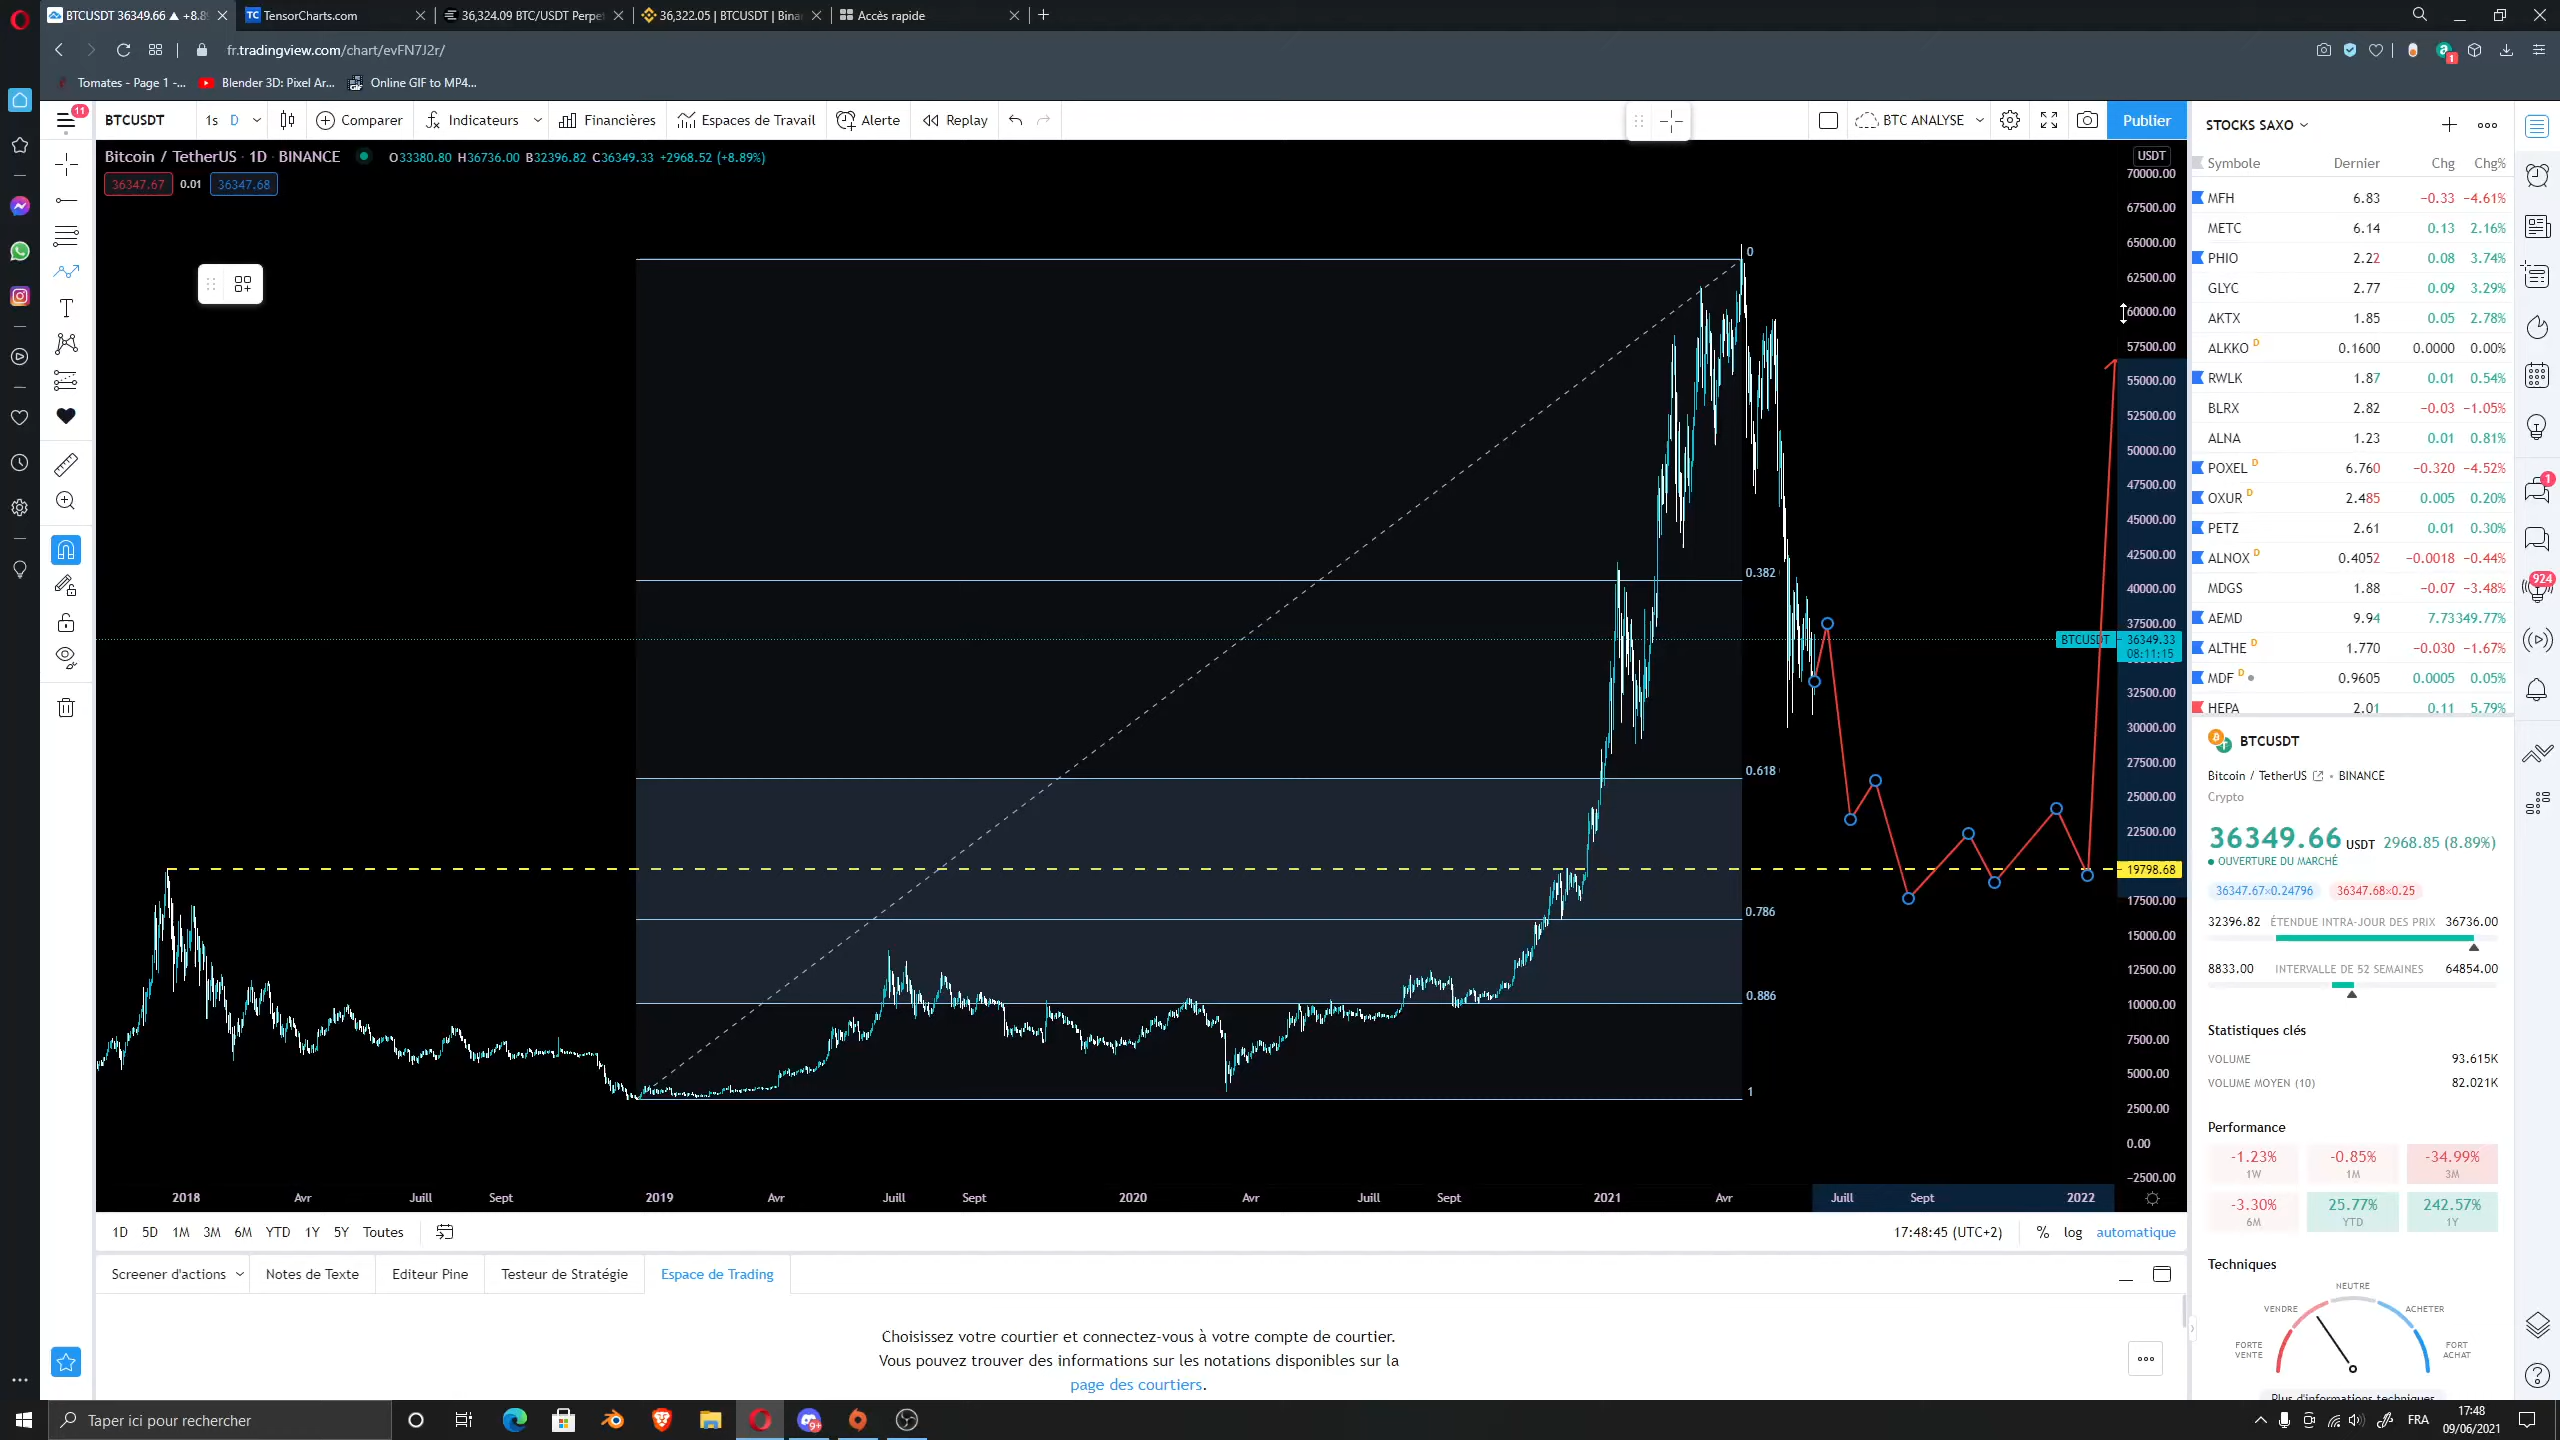 BTCUSDT 36349.66 ▲ +8.8
TensorCharts.com
36,324.09 BTC/USDT Perpe
36,322.05 | BTCUSDT | Bina
Accès rapide
fr.tradingview.com/chart/evFN7J2r/
Tomates - Page 1 -...
Blender 3D: Pixel Ar...
Online GIF to MP4...
1
11
BTCUSDT
1s
D
Comparer
Indicateurs
Financières
Espaces de Travail
Alerte
Replay
BTC ANALYSE
Publier
Bitcoin / TetherUS · 1D · BINANCE
O33380.80 H36736.00 B32396.82 C36349.33 +2968.52 (+8.89%)
36347.67 0.01 36347.68
USDT
70000.00
67500.00
65000.00
62500.00
60000.00
57500.00
55000.00
52500.00
50000.00
47500.00
45000.00
42500.00
40000.00
37500.00
BTCUSDT 36349.33
08:11:15
32500.00
30000.00
27500.00
25000.00
22500.00
19798.68
17500.00
15000.00
12500.00
10000.00
7500.00
5000.00
2500.00
0.00
−2500.00
0
0.382
0.618
0.786
0.886
1
2018 Avr Juill Sept 2019 Avr Juill Sept 2020 Avr Juill Sept 2021 Avr Juill Sept 2022
1D 5D 1M 3M 6M YTD 1Y 5Y Toutes
17:48:45 (UTC+2) % log automatique
Screener d'actions
Notes de Texte
Editeur Pine
Testeur de Stratégie
Espace de Trading
Choisissez votre courtier et connectez-vous à votre compte de courtier.
Vous pouvez trouver des informations sur les notations disponibles sur la
page des courtiers.
STOCKS SAXO
Symbole Dernier Chg Chg%
MFH 6.83 −0.33 −4.61%
METC 6.14 0.13 2.16%
PHIO 2.22 0.08 3.74%
GLYC 2.77 0.09 3.29%
AKTX 1.85 0.05 2.78%
ALKKO D 0.1600 0.0000 0.00%
RWLK 1.87 0.01 0.54%
BLRX 2.82 −0.03 −1.05%
ALNA 1.23 0.01 0.81%
POXEL D 6.760 −0.320 −4.52%
OXUR D 2.485 0.005 0.20%
PETZ 2.61 0.01 0.30%
ALNOX D 0.4052 −0.0018 −0.44%
MDGS 1.88 −0.07 −3.48%
AEMD 9.94 7.73349.77%
ALTHE D 1.770 −0.030 −1.67%
MDF D 0.9605 0.0005 0.05%
HEPA 2.01 0.11 5.79%
1
924
BTCUSDT
Bitcoin / TetherUS • BINANCE
Crypto
36349.66 USDT 2968.85 (8.89%)
OUVERTURE DU MARCHÉ
36347.67×0.24796 36347.68×0.25
32396.82 ÉTENDUE INTRA-JOUR DES PRIX 36736.00
8833.00 INTERVALLE DE 52 SEMAINES 64854.00
Statistiques clés
VOLUME 93.615K
VOLUME MOYEN (10) 82.021K
Performance
-1.23% -0.85% -34.99%
1W 1M 3M
-3.30% 25.77% 242.57%
6M YTD 1Y
Techniques
NEUTRE
VENDRE ACHETER
FORTE VENTE
FORT ACHAT
Plus d'informations techniques
Taper ici pour rechercher
9+
FRA
17:48
09/06/2021